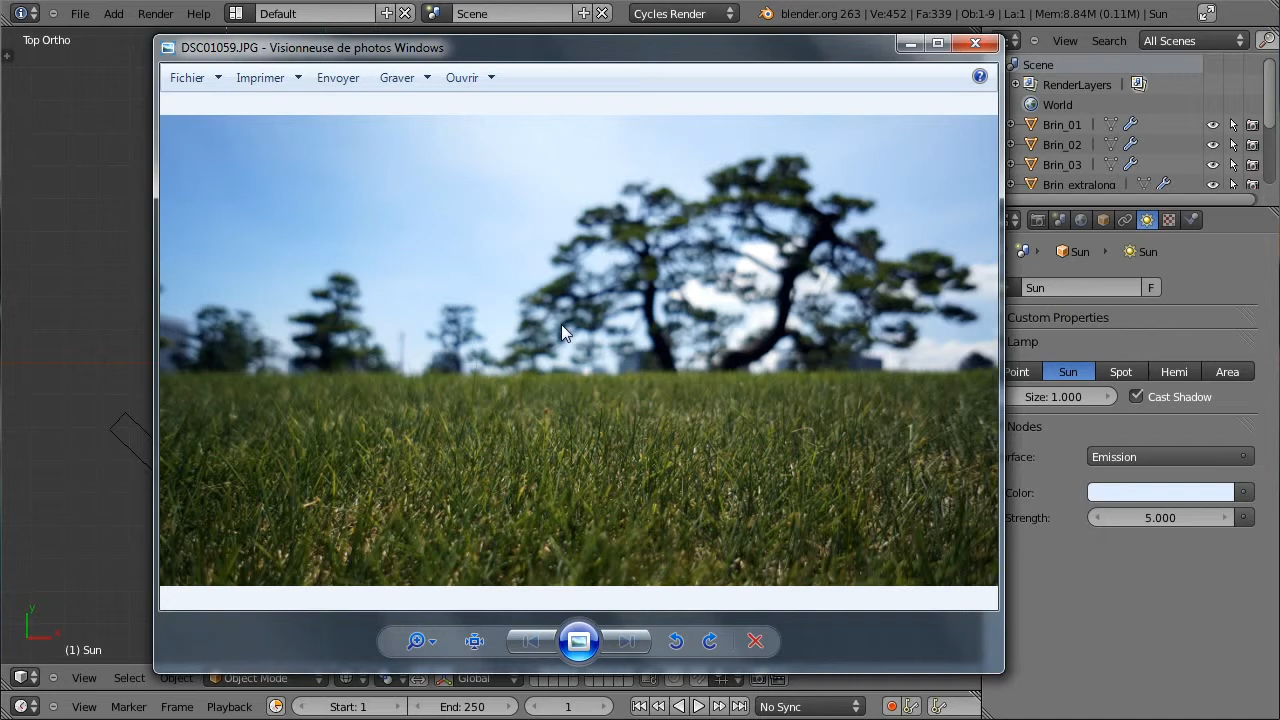 File Add Render Help Default Scene Cycles Render blender.org 263 | Ve:452 | Fa:339 | Ob:1-9 | La:1 | Mem:8.84M (0.11M) | Sun
Top Ortho
View Search All Scenes
DSC01059.JPG - Visionneuse de photos Windows
Fichier Imprimer Envoyer Graver Ouvrir
Scene
RenderLayers
World
Brin_01
Brin_02
Brin_03
Brin_extralong
Sun Sun
Sun F
Custom Properties
Lamp
Point Sun Spot Hemi Area
Size: 1.000 Cast Shadow
Nodes
rface: Emission
Color:
Strength: 5.000
y
x
(1) Sun
View Select Object Object Mode Global
View Marker Frame Playback Start: 1 End: 250 1 No Sync